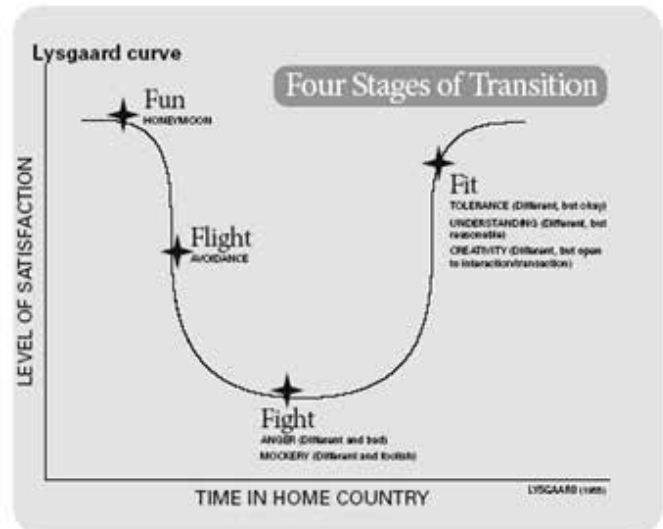 Lysgaard curve
Four Stages of Transition
Fun
HONEYMOON
Flight
AVOIDANCE
Fit
TOLERANCE (Different, but okay)
UNDERSTANDING (Different, but
reasonable)
CREATIVITY (Different, but open
to interaction/transaction)
Fight
ANGER (Different and bad)
MOCKERY (Different and foolish)
LEVEL OF SATISFACTION
TIME IN HOME COUNTRY
LYSGAARD (1955)